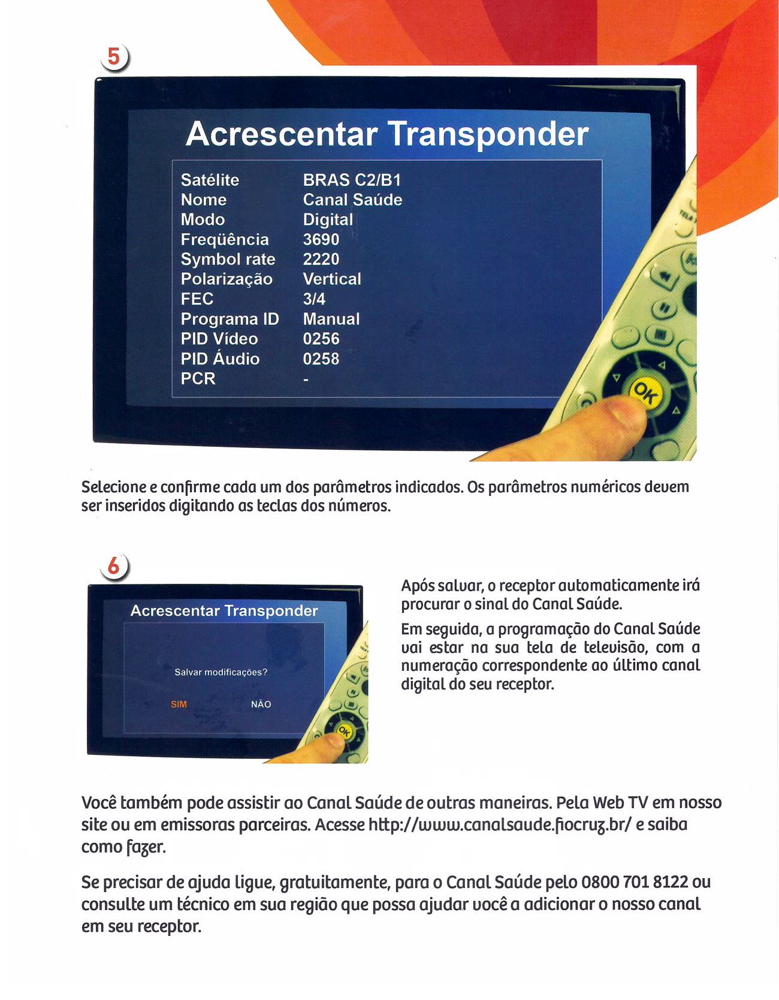 5
Acrescentar Transponder
Satélite BRAS C2/B1
Nome Canal Saúde
Modo Digital
Freqüência 3690
Symbol rate 2220
Polarização Vertical
FEC 3/4
Programa ID Manual
PID Vídeo 0256
PID Áudio 0258
PCR -
OK
Selecione e confirme cada um dos parâmetros indicados. Os parâmetros numéricos devem
ser inseridos digitando as teclas dos números.
6
Acrescentar Transponder
Salvar modificações?
SIM NÃO
OK
Após salvar, o receptor automaticamente irá
procurar o sinal do Canal Saúde.
Em seguida, a programação do Canal Saúde
vai estar na sua tela de televisão, com a
numeração correspondente ao último canal
digital do seu receptor.
Você também pode assistir ao Canal Saúde de outras maneiras. Pela Web TV em nosso
site ou em emissoras parceiras. Acesse http://www.canalsaude.fiocruz.br/ e saiba
como fazer.
Se precisar de ajuda ligue, gratuitamente, para o Canal Saúde pelo 0800 701 8122 ou
consulte um técnico em sua região que possa ajudar você a adicionar o nosso canal
em seu receptor.